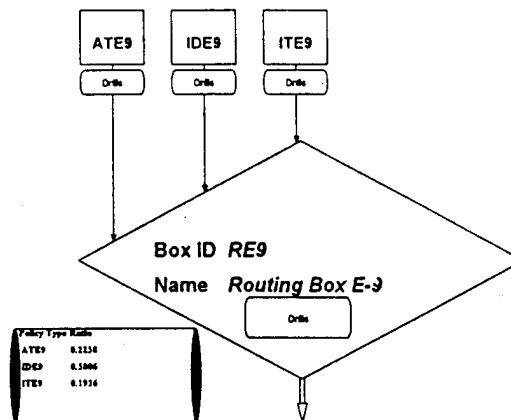 ATE9 IDE9 ITE9
Drills Drills Drills
Box ID RE9
Name Routing Box E-9
Drills
Policy Type Ratio
ATE9 0.2258
IDE9 0.5806
ITE9 0.1936